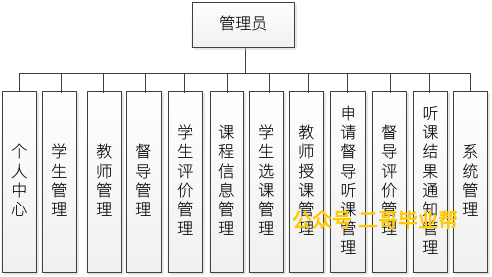 管理员
个人中心
学生管理
教师管理
督导管理
学生评价管理
课程信息管理
学生选课管理
教师授课管理
申请督导听课管理
督导评价管理
听课结果通知管理
系统管理
公众号 二哥毕业帮